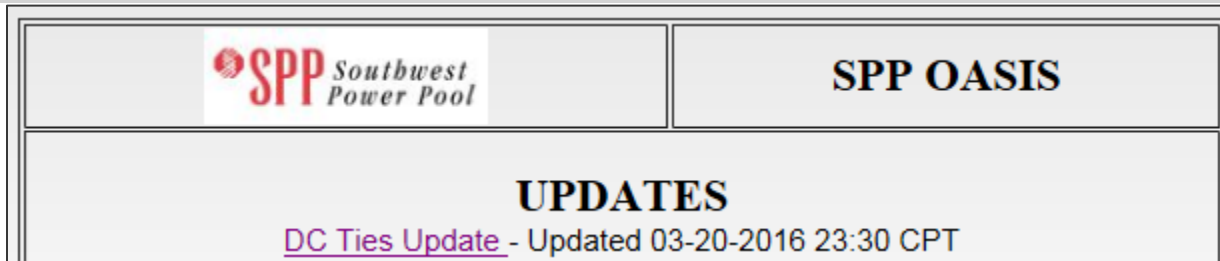 SPP Southwest
Power Pool
SPP OASIS
UPDATES
DC Ties Update - Updated 03-20-2016 23:30 CPT